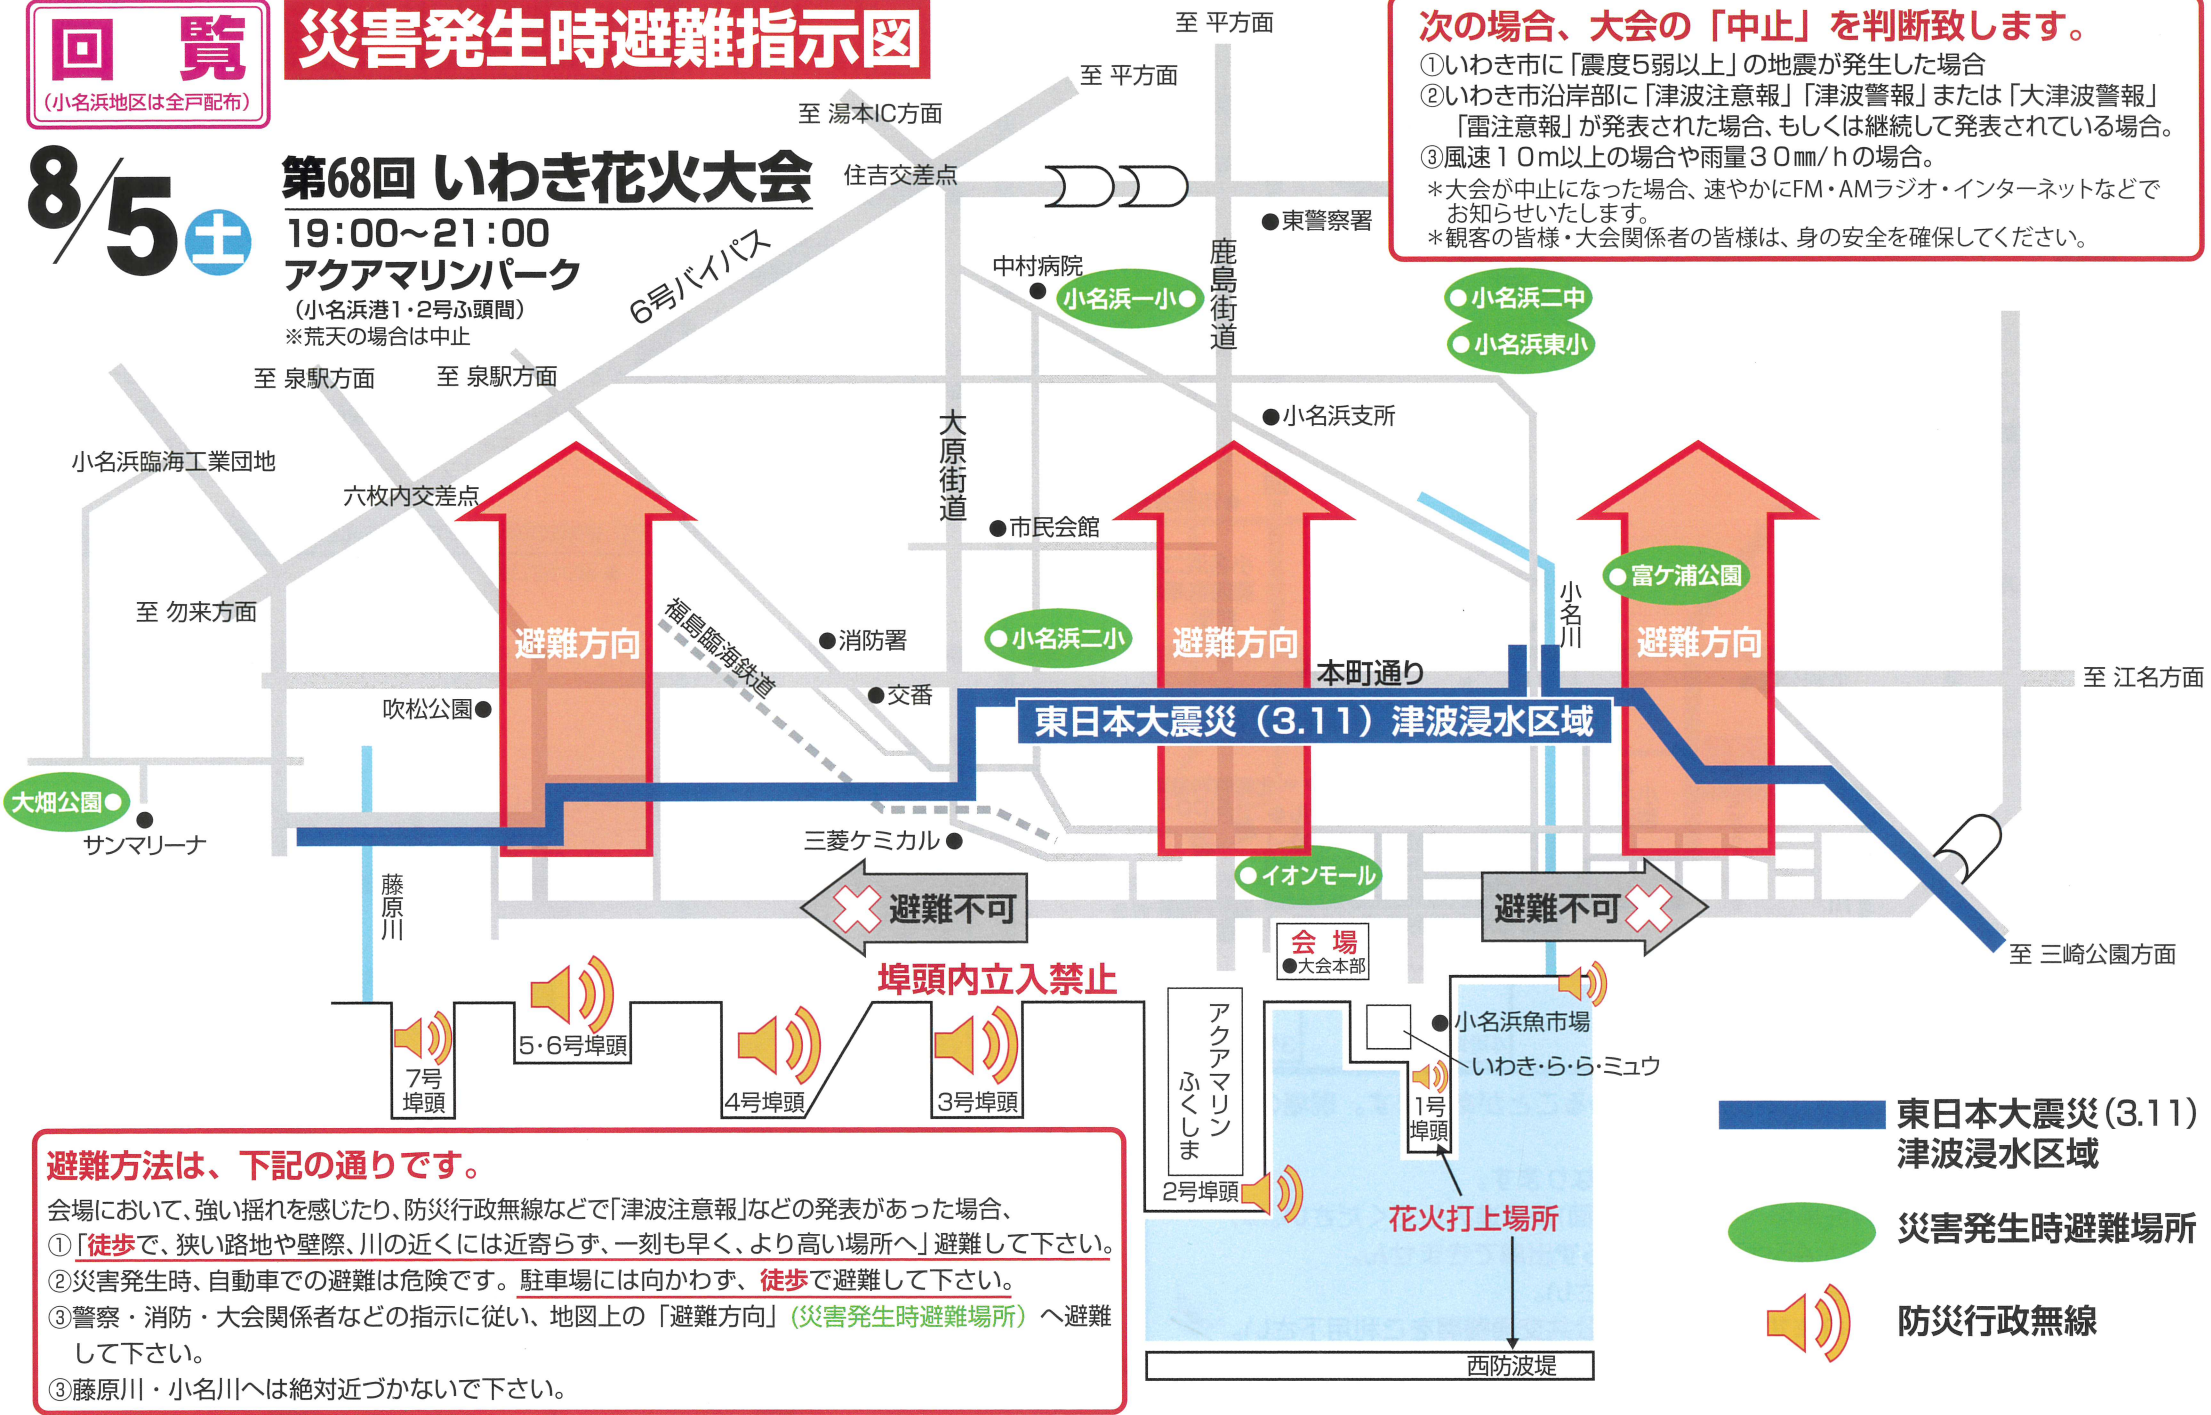 回 覧
(小名浜地区は全戸配布)
災害発生時避難指示図
8/5 土
第68回 いわき花火大会
19:00～21:00
アクアマリンパーク
(小名浜港1・2号ふ頭間)
※荒天の場合は中止
次の場合、大会の「中止」を判断致します。
①いわき市に「震度5弱以上」の地震が発生した場合
②いわき市沿岸部に「津波注意報」「津波警報」または「大津波警報」
「雷注意報」が発表された場合、もしくは継続して発表されている場合。
③風速10m以上の場合や雨量30㎜/hの場合。
＊大会が中止になった場合、速やかにFM・AMラジオ・インターネットなどで
お知らせいたします。
＊観客の皆様・大会関係者の皆様は、身の安全を確保してください。
至 平方面
至 平方面
至 湯本IC方面
住吉交差点
●東警察署
6号バイパス
中村病院
小名浜一小
鹿島街道
小名浜二中
小名浜東小
至 泉駅方面
至 泉駅方面
大原街道
●小名浜支所
小名浜臨海工業団地
六枚内交差点
●市民会館
富ケ浦公園
小名川
至 勿来方面
避難方向
福島臨海鉄道
●消防署
小名浜二小
避難方向
避難方向
本町通り
至 江名方面
吹松公園●
●交番
東日本大震災（3.11）津波浸水区域
大畑公園
サンマリーナ
三菱ケミカル●
イオンモール
藤原川
避難不可
避難不可
会 場
●大会本部
至 三崎公園方面
埠頭内立入禁止
7号
埠頭
5・6号埠頭
4号埠頭
3号埠頭
アクアマリン
ふくしま
2号埠頭
●小名浜魚市場
いわき・ら・ら・ミュウ
1号
埠頭
花火打上場所
西防波堤
避難方法は、下記の通りです。
会場において、強い揺れを感じたり、防災行政無線などで「津波注意報」などの発表があった場合、
①「徒歩で、狭い路地や壁際、川の近くには近寄らず、一刻も早く、より高い場所へ」避難して下さい。
②災害発生時、自動車での避難は危険です。駐車場には向かわず、徒歩で避難して下さい。
③警察・消防・大会関係者などの指示に従い、地図上の「避難方向」(災害発生時避難場所)へ避難
して下さい。
③藤原川・小名川へは絶対近づかないで下さい。
東日本大震災(3.11)
津波浸水区域
災害発生時避難場所
防災行政無線